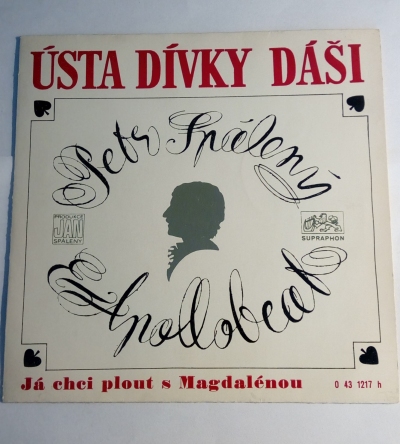 ÚSTA DÍVKY DÁŠI
Petr Spálený
PRODUKCE
JAN
SPÁLENÝ
SUPRAPHON
Apollobeat
Já chci plout s Magdalénou 0 43 1217 h